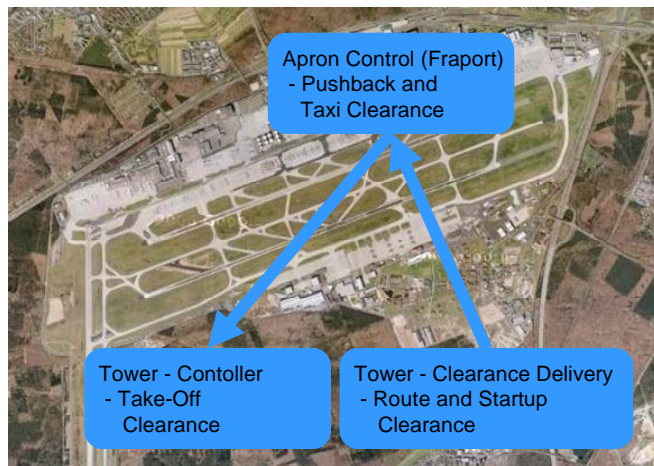 Apron Control (Fraport)
- Pushback and
Taxi Clearance
Tower - Contoller
- Take-Off
Clearance
Tower - Clearance Delivery
- Route and Startup
Clearance